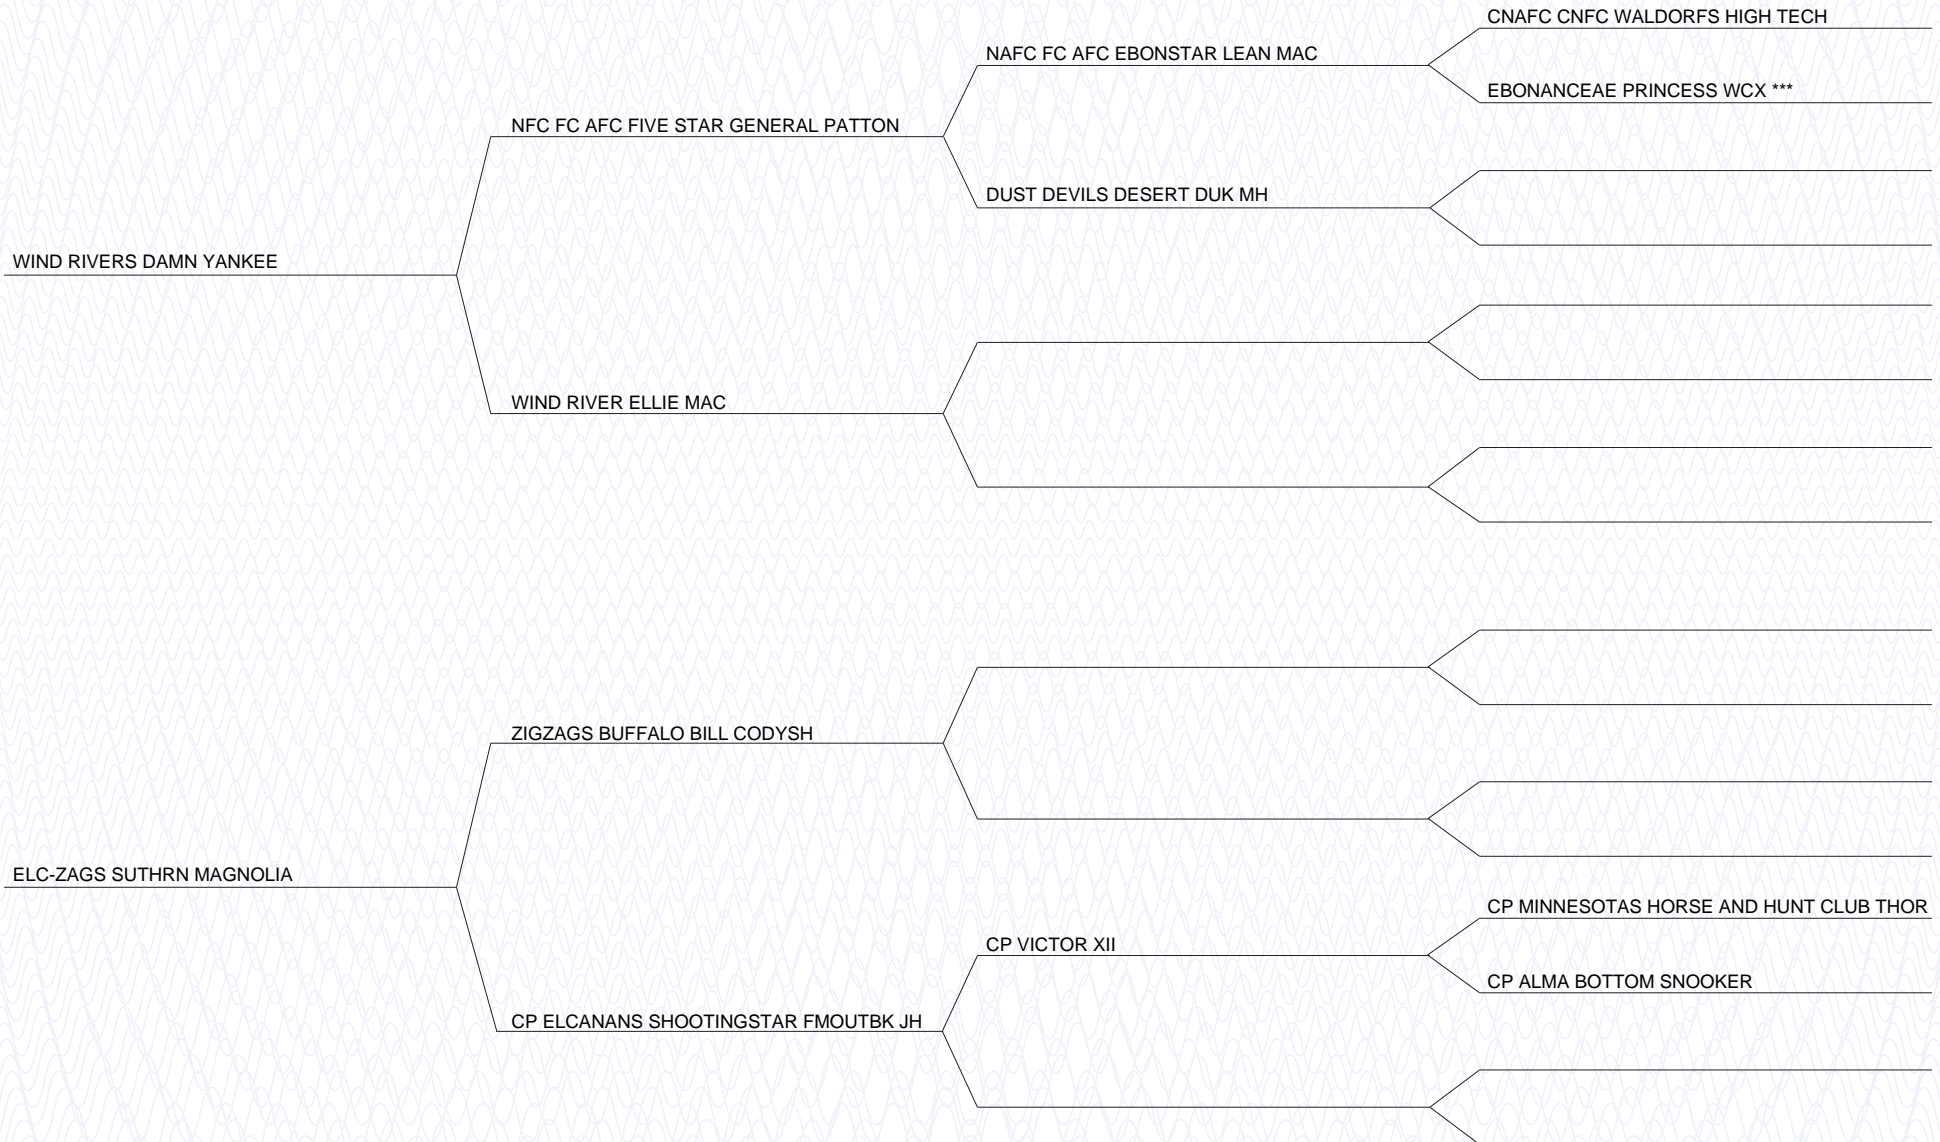 CNAFC CNFC WALDORFS HIGH TECH
NAFC FC AFC EBONSTAR LEAN MAC
EBONANCEAE PRINCESS WCX ***
NFC FC AFC FIVE STAR GENERAL PATTON
DUST DEVILS DESERT DUK MH
WIND RIVERS DAMN YANKEE
WIND RIVER ELLIE MAC
ZIGZAGS BUFFALO BILL CODYSH
ELC-ZAGS SUTHRN MAGNOLIA
CP MINNESOTAS HORSE AND HUNT CLUB THOR
CP VICTOR XII
CP ALMA BOTTOM SNOOKER
CP ELCANANS SHOOTINGSTAR FMOUTBK JH